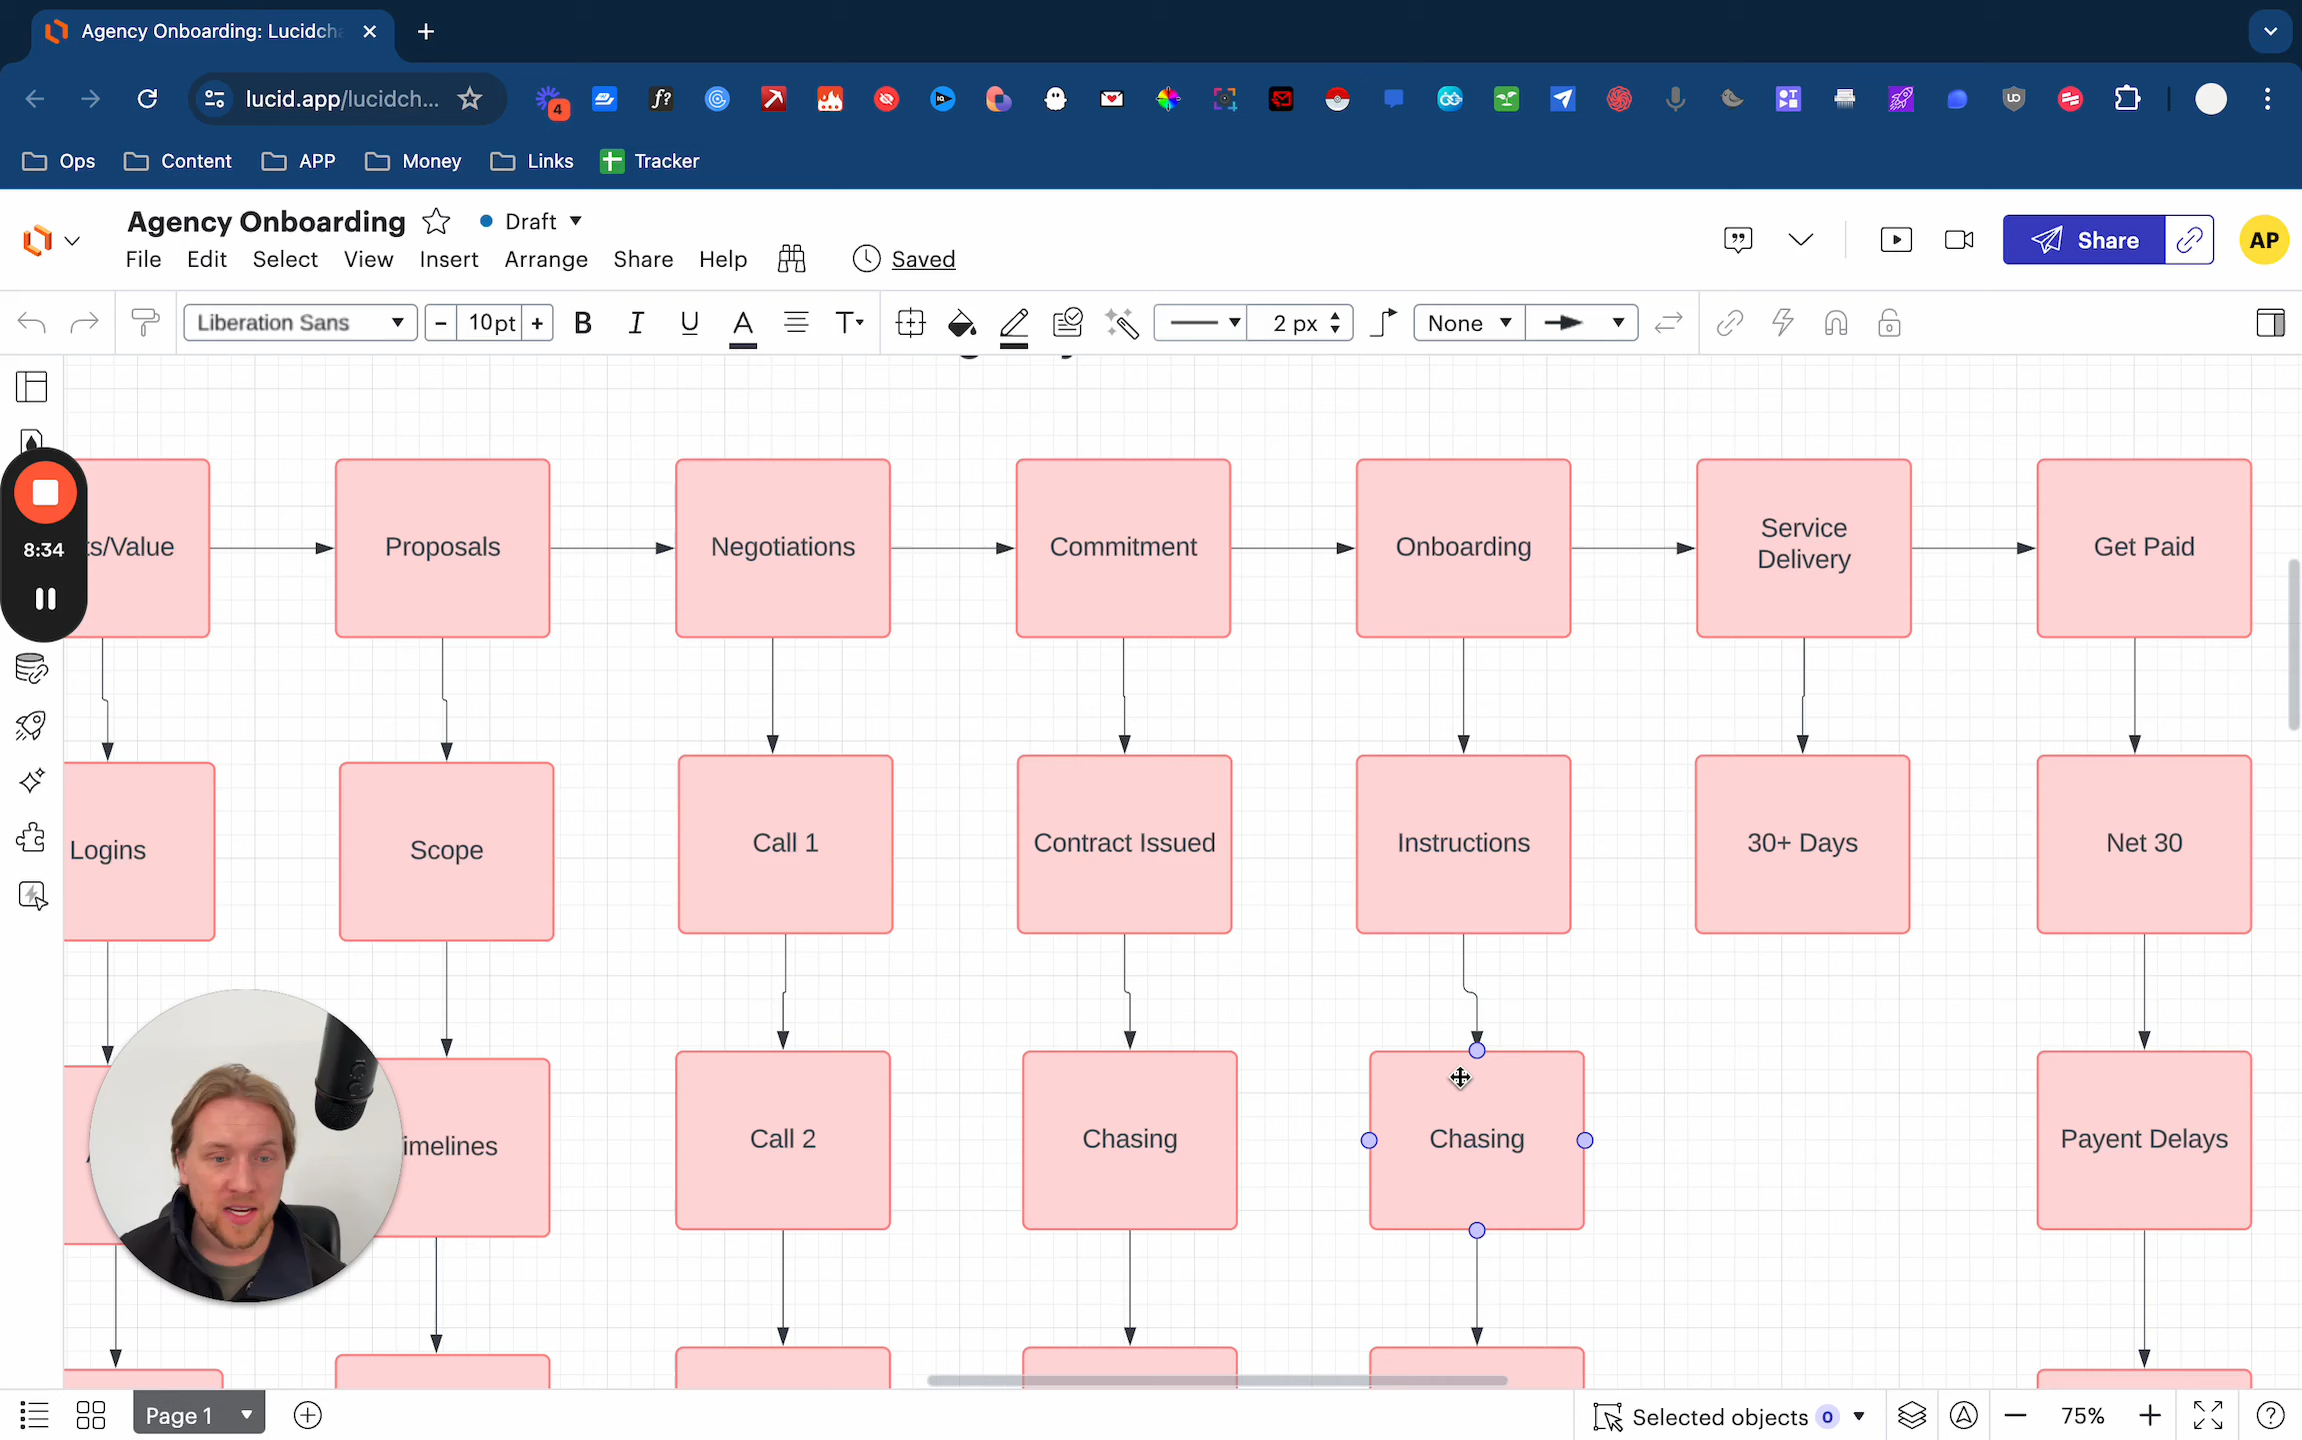 Agency Onboarding: Lucidch
lucid.app/lucidch...
4
f?
Ops
Content
APP
Money
Links
Tracker
Agency Onboarding
Draft
File
Edit
Select
View
Insert
Arrange
Share
Help
Saved
Share
AP
Liberation Sans
10pt
B
I
U
A
T
2 px
None
8:34
ts/Value
Proposals
Negotiations
Commitment
Onboarding
Service
Delivery
Get Paid
Logins
Scope
Call 1
Contract Issued
Instructions
30+ Days
Net 30
imelines
Call 2
Chasing
Chasing
Payent Delays
Page 1
Selected objects
0
75%